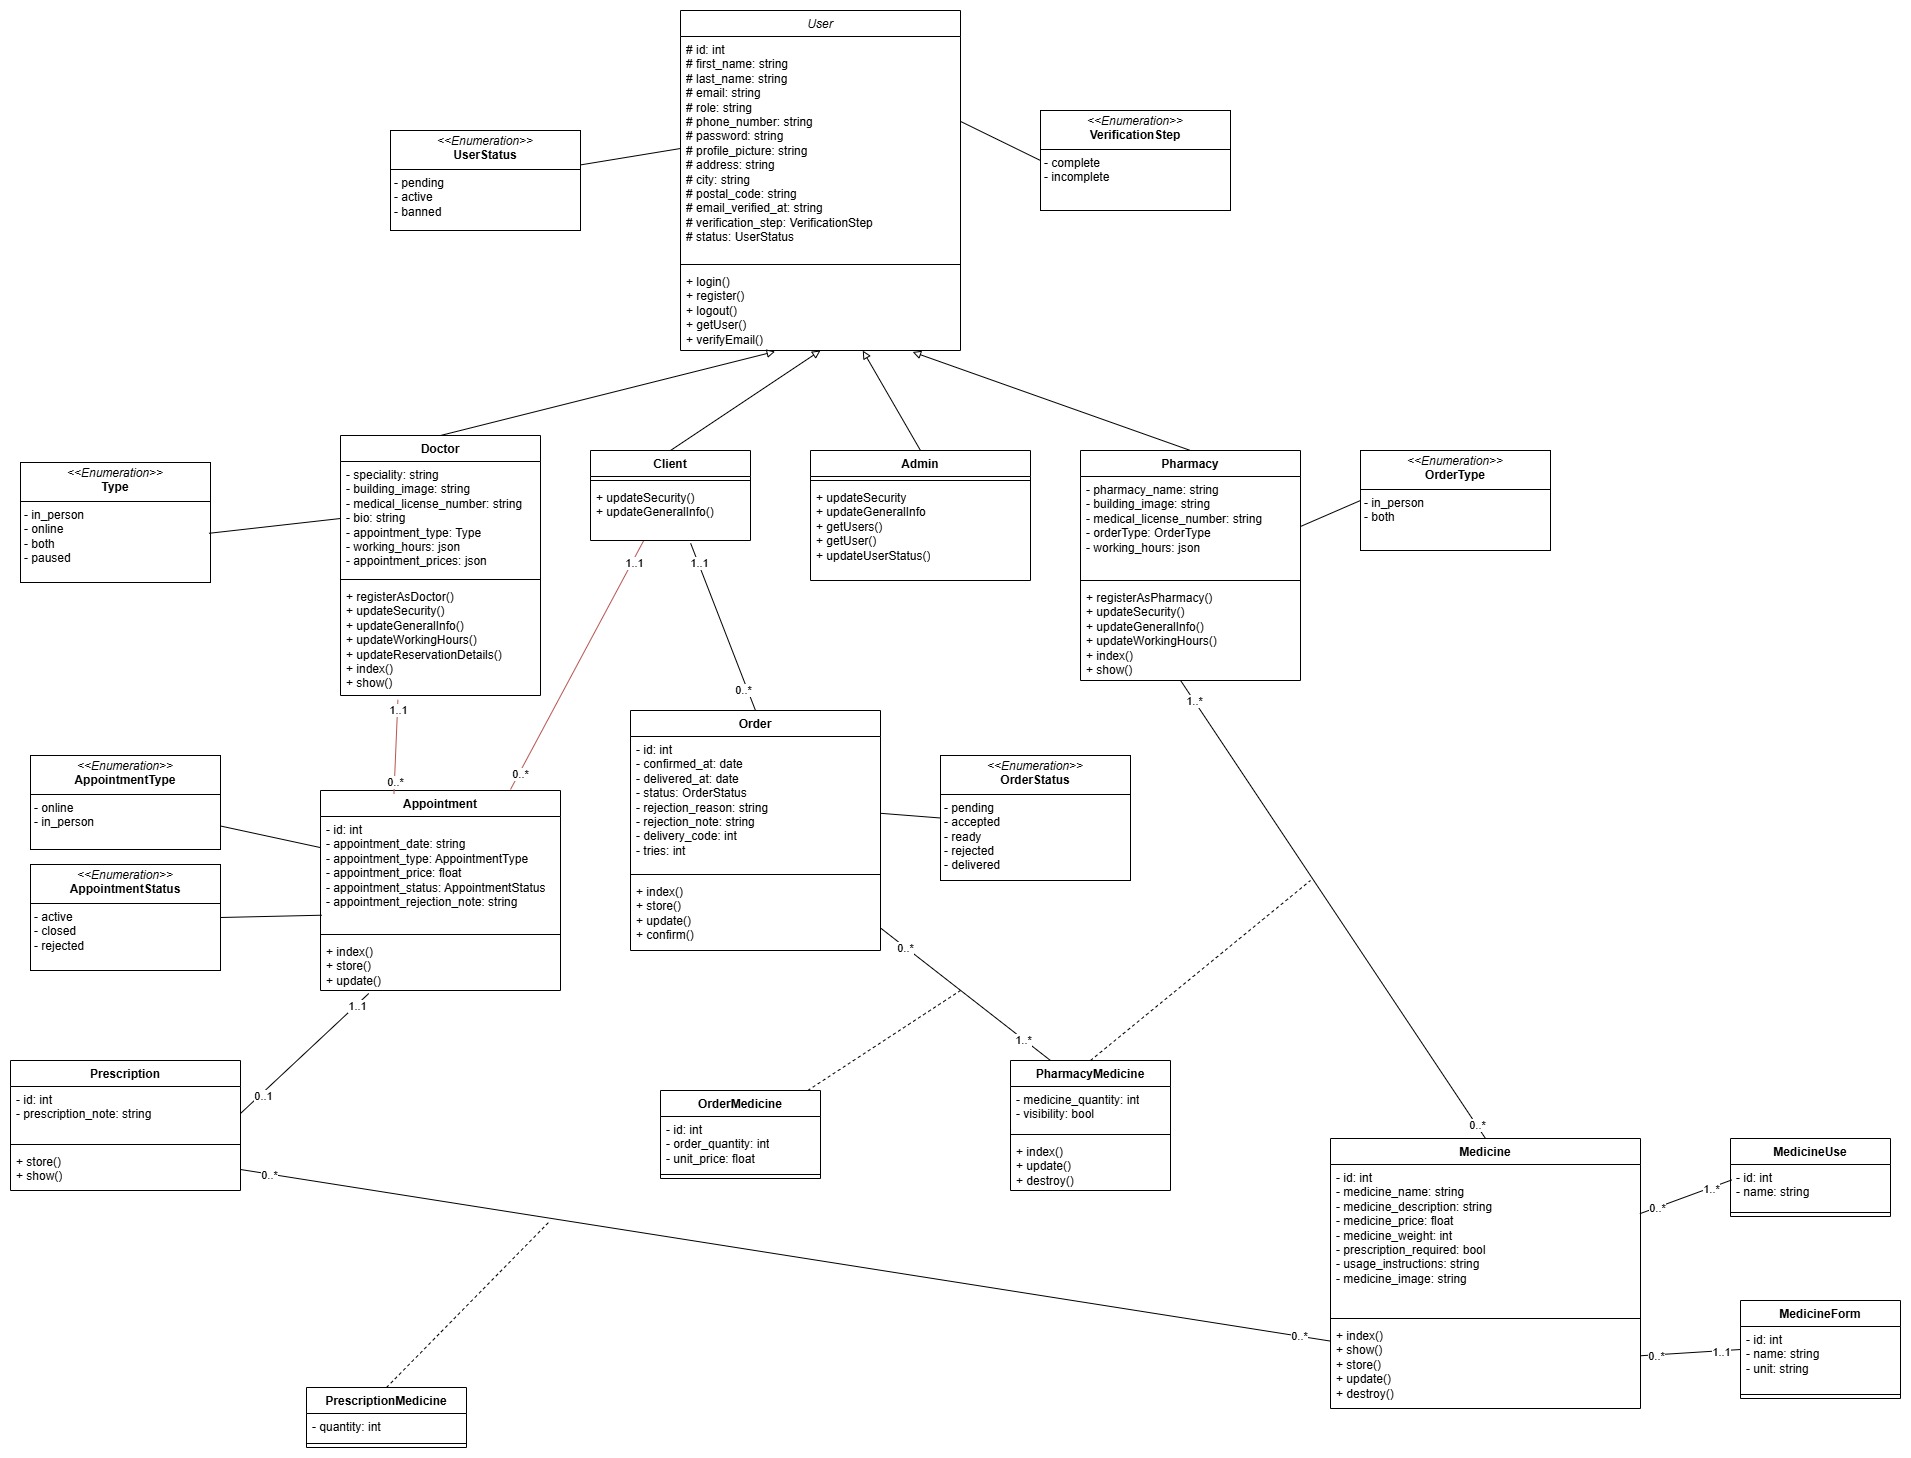 User
# id: int
# first_name: string
# last_name: string
# email: string
# role: string
# phone_number: string
# password: string
# profile_picture: string
# address: string
# city: string
# postal_code: string
# email_verified_at: string
# verification_step: VerificationStep
# status: UserStatus
+ login()
+ register()
+ logout()
+ getUser()
+ verifyEmail()
<<Enumeration>>
UserStatus
- pending
- active
- banned
<<Enumeration>>
VerificationStep
- complete
- incomplete
<<Enumeration>>
Type
- in_person
- online
- both
- paused
Doctor
- speciality: string
- building_image: string
- medical_license_number: string
- bio: string
- appointment_type: Type
- working_hours: json
- appointment_prices: json
+ registerAsDoctor()
+ updateSecurity()
+ updateGeneralInfo()
+ updateWorkingHours()
+ updateReservationDetails()
+ index()
+ show()
Client
+ updateSecurity()
+ updateGeneralInfo()
Admin
+ updateSecurity
+ updateGeneralInfo
+ getUsers()
+ getUser()
+ updateUserStatus()
Pharmacy
- pharmacy_name: string
- building_image: string
- medical_license_number: string
- orderType: OrderType
- working_hours: json
+ registerAsPharmacy()
+ updateSecurity()
+ updateGeneralInfo()
+ updateWorkingHours()
+ index()
+ show()
<<Enumeration>>
OrderType
- in_person
- both
1..1
1..1
1..1
0..*
0..*
0..*
1..*
<<Enumeration>>
AppointmentType
- online
- in_person
<<Enumeration>>
AppointmentStatus
- active
- closed
- rejected
Appointment
- id: int
- appointment_date: string
- appointment_type: AppointmentType
- appointment_price: float
- appointment_status: AppointmentStatus
- appointment_rejection_note: string
+ index()
+ store()
+ update()
Order
- id: int
- confirmed_at: date
- delivered_at: date
- status: OrderStatus
- rejection_reason: string
- rejection_note: string
- delivery_code: int
- tries: int
+ index()
+ store()
+ update()
+ confirm()
<<Enumeration>>
OrderStatus
- pending
- accepted
- ready
- rejected
- delivered
0..*
1..*
1..1
0..1
Prescription
- id: int
- prescription_note: string
+ store()
+ show()
0..*
OrderMedicine
- id: int
- order_quantity: int
- unit_price: float
PharmacyMedicine
- medicine_quantity: int
- visibility: bool
+ index()
+ update()
+ destroy()
0..*
Medicine
- id: int
- medicine_name: string
- medicine_description: string
- medicine_price: float
- medicine_weight: int
- prescription_required: bool
- usage_instructions: string
- medicine_image: string
+ index()
+ show()
+ store()
+ update()
+ destroy()
0..*
0..*
1..*
MedicineUse
- id: int
- name: string
0..*
1..1
MedicineForm
- id: int
- name: string
- unit: string
PrescriptionMedicine
- quantity: int